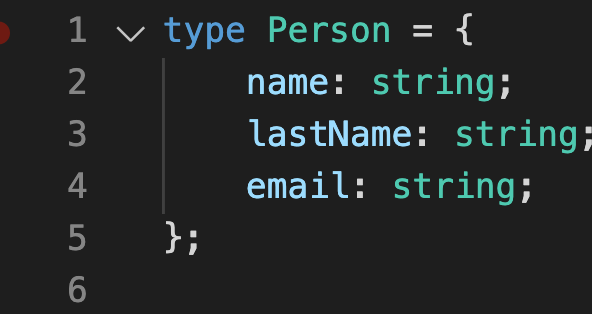 1 type Person = {
2 name: string;
3 lastName: string;
4 email: string;
5 };
6